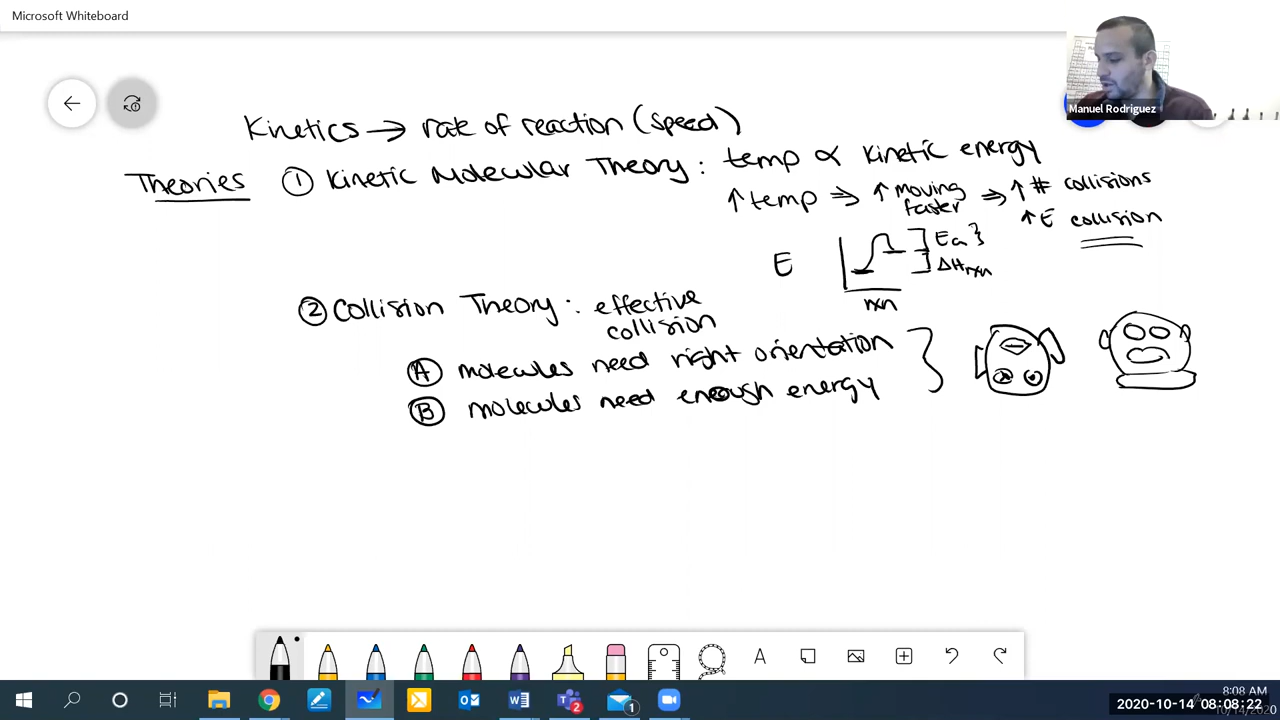 Microsoft Whiteboard
Manuel Rodriguez
Kinetics → rate of reaction (speed)
Theories ① Kinetic Molecular Theory: temp ∝ kinetic energy
↑ temp ⇒ ↑ moving faster ⇒ ↑ # collisions
↑ E collision
E
Ea
ΔHrxn
rxn
② Collision Theory: effective collision
Ⓐ molecules need right orientation
Ⓑ molecules need enough energy
A
2
1
8:08 AM
2020-10-14 08:08:22